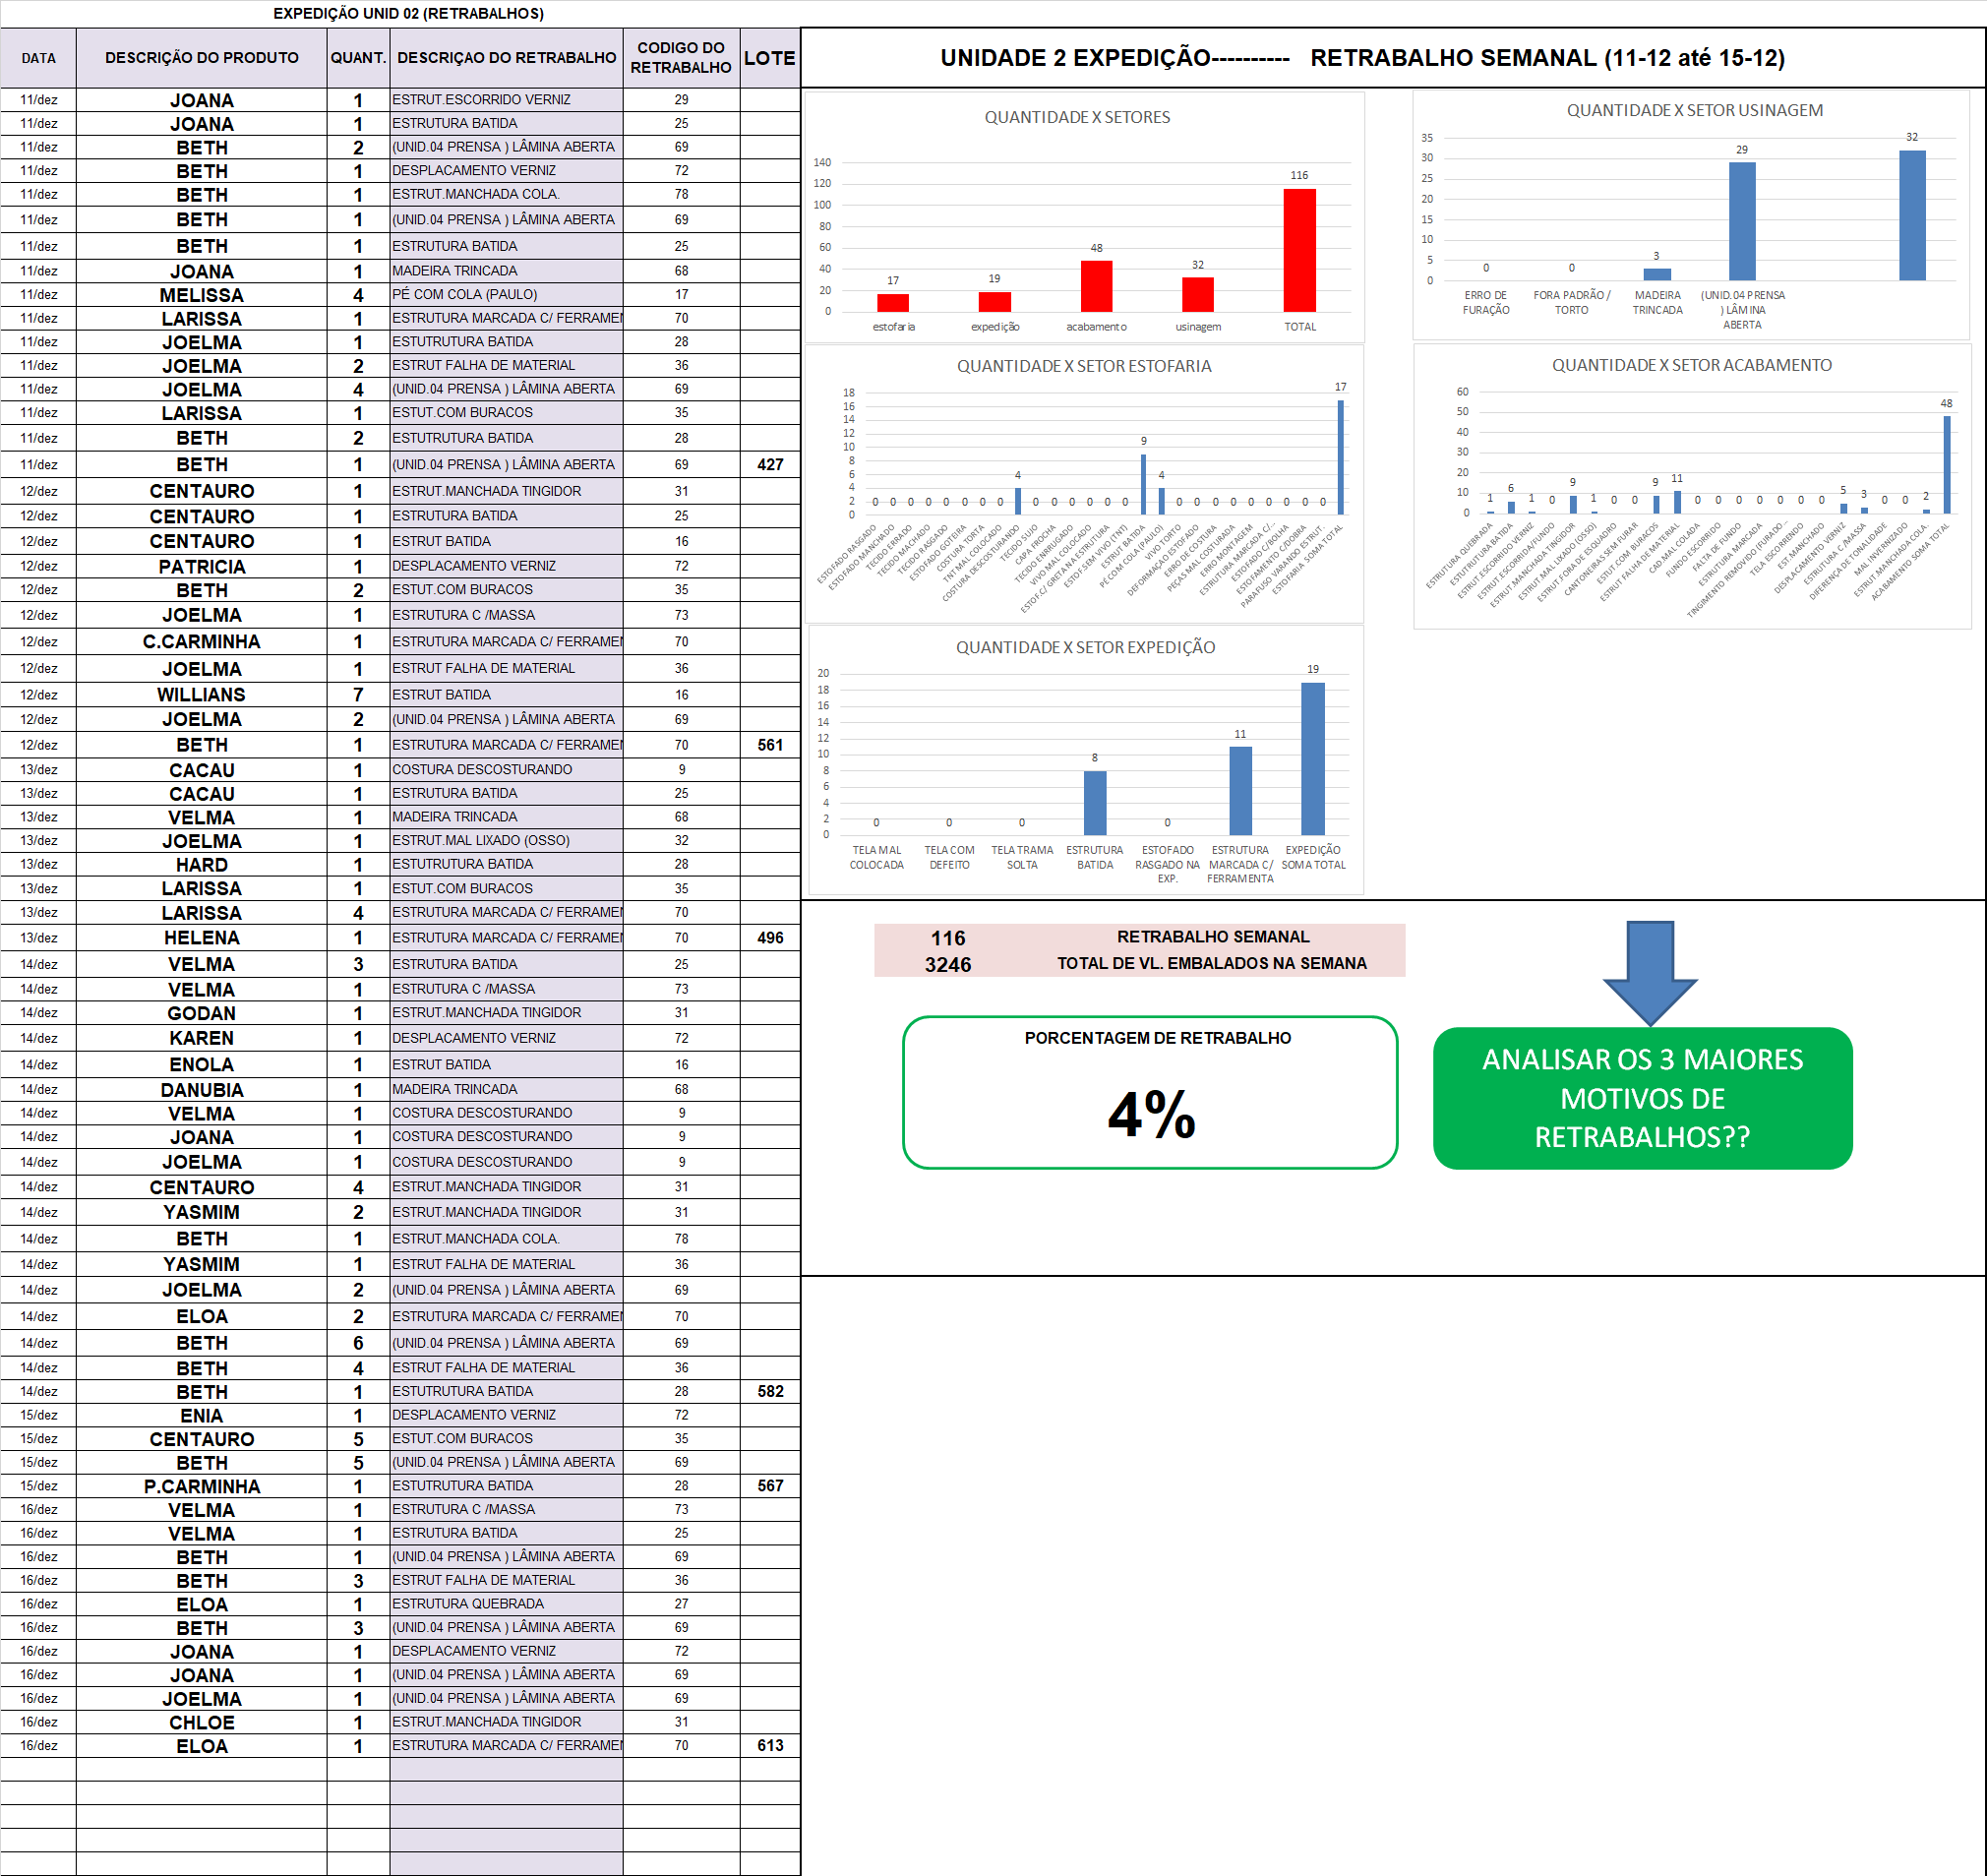 EXPEDIÇÃO UNID 02 (RETRABALHOS)
DATA DESCRIÇÃO DO PRODUTO QUANT. DESCRIÇAO DO RETRABALHO CODIGO DO RETRABALHO LOTE
11/dez JOANA 1 ESTRUT.ESCORRIDO VERNIZ 29
11/dez JOANA 1 ESTRUTURA BATIDA 25
11/dez BETH 2 (UNID.04 PRENSA ) LÂMINA ABERTA 69
11/dez BETH 1 DESPLACAMENTO VERNIZ 72
11/dez BETH 1 ESTRUT.MANCHADA COLA. 78
11/dez BETH 1 (UNID.04 PRENSA ) LÂMINA ABERTA 69
11/dez BETH 1 ESTRUTURA BATIDA 25
11/dez JOANA 1 MADEIRA TRINCADA 68
11/dez MELISSA 4 PÉ COM COLA (PAULO) 17
11/dez LARISSA 1 ESTRUTURA MARCADA C/ FERRAMEN 70
11/dez JOELMA 1 ESTUTRUTURA BATIDA 28
11/dez JOELMA 2 ESTRUT FALHA DE MATERIAL 36
11/dez JOELMA 4 (UNID.04 PRENSA ) LÂMINA ABERTA 69
11/dez LARISSA 1 ESTUT.COM BURACOS 35
11/dez BETH 2 ESTUTRUTURA BATIDA 28
11/dez BETH 1 (UNID.04 PRENSA ) LÂMINA ABERTA 69 427
12/dez CENTAURO 1 ESTRUT.MANCHADA TINGIDOR 31
12/dez CENTAURO 1 ESTRUTURA BATIDA 25
12/dez CENTAURO 1 ESTRUT BATIDA 16
12/dez PATRICIA 1 DESPLACAMENTO VERNIZ 72
12/dez BETH 2 ESTUT.COM BURACOS 35
12/dez JOELMA 1 ESTRUTURA C /MASSA 73
12/dez C.CARMINHA 1 ESTRUTURA MARCADA C/ FERRAMEN 70
12/dez JOELMA 1 ESTRUT FALHA DE MATERIAL 36
12/dez WILLIANS 7 ESTRUT BATIDA 16
12/dez JOELMA 2 (UNID.04 PRENSA ) LÂMINA ABERTA 69
12/dez BETH 1 ESTRUTURA MARCADA C/ FERRAMEN 70 561
13/dez CACAU 1 COSTURA DESCOSTURANDO 9
13/dez CACAU 1 ESTRUTURA BATIDA 25
13/dez VELMA 1 MADEIRA TRINCADA 68
13/dez JOELMA 1 ESTRUT.MAL LIXADO (OSSO) 32
13/dez HARD 1 ESTUTRUTURA BATIDA 28
13/dez LARISSA 1 ESTUT.COM BURACOS 35
13/dez LARISSA 4 ESTRUTURA MARCADA C/ FERRAMEN 70
13/dez HELENA 1 ESTRUTURA MARCADA C/ FERRAMEN 70 496
14/dez VELMA 3 ESTRUTURA BATIDA 25
14/dez VELMA 1 ESTRUTURA C /MASSA 73
14/dez GODAN 1 ESTRUT.MANCHADA TINGIDOR 31
14/dez KAREN 1 DESPLACAMENTO VERNIZ 72
14/dez ENOLA 1 ESTRUT BATIDA 16
14/dez DANUBIA 1 MADEIRA TRINCADA 68
14/dez VELMA 1 COSTURA DESCOSTURANDO 9
14/dez JOANA 1 COSTURA DESCOSTURANDO 9
14/dez JOELMA 1 COSTURA DESCOSTURANDO 9
14/dez CENTAURO 4 ESTRUT.MANCHADA TINGIDOR 31
14/dez YASMIM 2 ESTRUT.MANCHADA TINGIDOR 31
14/dez BETH 1 ESTRUT.MANCHADA COLA. 78
14/dez YASMIM 1 ESTRUT FALHA DE MATERIAL 36
14/dez JOELMA 2 (UNID.04 PRENSA ) LÂMINA ABERTA 69
14/dez ELOA 2 ESTRUTURA MARCADA C/ FERRAMEN 70
14/dez BETH 6 (UNID.04 PRENSA ) LÂMINA ABERTA 69
14/dez BETH 4 ESTRUT FALHA DE MATERIAL 36
14/dez BETH 1 ESTUTRUTURA BATIDA 28 582
15/dez ENIA 1 DESPLACAMENTO VERNIZ 72
15/dez CENTAURO 5 ESTUT.COM BURACOS 35
15/dez BETH 5 (UNID.04 PRENSA ) LÂMINA ABERTA 69
15/dez P.CARMINHA 1 ESTUTRUTURA BATIDA 28 567
16/dez VELMA 1 ESTRUTURA C /MASSA 73
16/dez VELMA 1 ESTRUTURA BATIDA 25
16/dez BETH 1 (UNID.04 PRENSA ) LÂMINA ABERTA 69
16/dez BETH 3 ESTRUT FALHA DE MATERIAL 36
16/dez ELOA 1 ESTRUTURA QUEBRADA 27
16/dez BETH 3 (UNID.04 PRENSA ) LÂMINA ABERTA 69
16/dez JOANA 1 DESPLACAMENTO VERNIZ 72
16/dez JOANA 1 (UNID.04 PRENSA ) LÂMINA ABERTA 69
16/dez JOELMA 1 (UNID.04 PRENSA ) LÂMINA ABERTA 69
16/dez CHLOE 1 ESTRUT.MANCHADA TINGIDOR 31
16/dez ELOA 1 ESTRUTURA MARCADA C/ FERRAMEN 70 613
UNIDADE 2 EXPEDIÇÃO---------- RETRABALHO SEMANAL (11-12 até 15-12)
QUANTIDADE X SETORES
140
120
100
80
60
40
20
0
17 19 48 32 116
estofaria expedição acabamento usinagem TOTAL
QUANTIDADE X SETOR USINAGEM
35
30
25
20
15
10
5
0
0 0 3 29 32
ERRO DE FURAÇÃO
FORA PADRÃO / TORTO
MADEIRA TRINCADA
(UNID.04 PRENSA ) LÂMINA ABERTA
QUANTIDADE X SETOR ESTOFARIA
18
16
14
12
10
8
6
4
2
0
0 0 0 0 0 0 0 0 4 0 0 0 0 0 0 9 4 0 0 0 0 0 0 0 0 0 17
ESTOFADO RASGADO
ESTOFADO MANCHADO
TECIDO ERRADO
TECIDO MACHADO
TECIDO RASGADO
ESTOFADO GOTEIRA
COSTURA TORTA
TNT MAL COLOCADO
COSTURA DESCOSTURANDO
TECIDO SUJO
CAPA FROCHA
TECIDO ENRRUGADO
VIVO MAL COLOCADO
ESTOF.C/ GRETA NA ESTRUTURA
ESTOF SEM VIVO (TNT)
ESTRUT BATIDA
PÉ COM COLA (PAULO)
VIVO TORTO
DEFORMAÇÃO ESTOFADO
ERRO DE COSTURA
PEÇAS MAL COSTURADA
ERRO MONTAGEM
ESTRUTURA MARCADA C/...
ESTOFADO C/BOLHA
ESTOFAMENTO C/DOBRA
PARAFUSO VARANDO ESTRUT.
ESTOFARIA SOMA TOTAL
QUANTIDADE X SETOR ACABAMENTO
60
50
40
30
20
10
0
1 6 1 0 9 1 0 0 9 11 0 0 0 0 0 0 0 5 3 0 0 2 48
ESTRUTURA QUEBRADA
ESTUTRUTURA BATIDA
ESTRUT.ESCORRIDO VERNIZ
ESTRUT.ESCORRIDA/FUNDO
ESTRUT.MANCHADA TINGIDOR
ESTRUT.MAL LIXADO (OSSO)
ESTRUT.FORA DE ESQUADRO
CANTONEIRAS SEM FURAR
ESTUT.COM BURACOS
ESTRUT FALHA DE MATERIAL
CAD.MAL COLADA
FUNDO ESCORRIDO
FALTA DE FUNDO
ESTRUTURA MARCADA
TINGIMENTO REMOVIDO (FURADO...
TELA ESCORRENDO
EST.MANCHADO
DESPLACAMENTO VERNIZ
ESTRUTURA C /MASSA
DIFERENÇA DE TONALIDADE
MAL INVERNIZADO
ESTRUT.MANCHADA COLA.
ACABAMENTO SOMA TOTAL
QUANTIDADE X SETOR EXPEDIÇÃO
20
18
16
14
12
10
8
6
4
2
0
0 0 0 8 0 11 19
TELA MAL COLOCADA
TELA COM DEFEITO
TELA TRAMA SOLTA
ESTRUTURA BATIDA
ESTOFADO RASGADO NA EXP.
ESTRUTURA MARCADA C/ FERRAMENTA
EXPEDIÇÃO SOMA TOTAL
116 RETRABALHO SEMANAL
3246 TOTAL DE VL. EMBALADOS NA SEMANA
PORCENTAGEM DE RETRABALHO
4%
ANALISAR OS 3 MAIORES
MOTIVOS DE
RETRABALHOS??